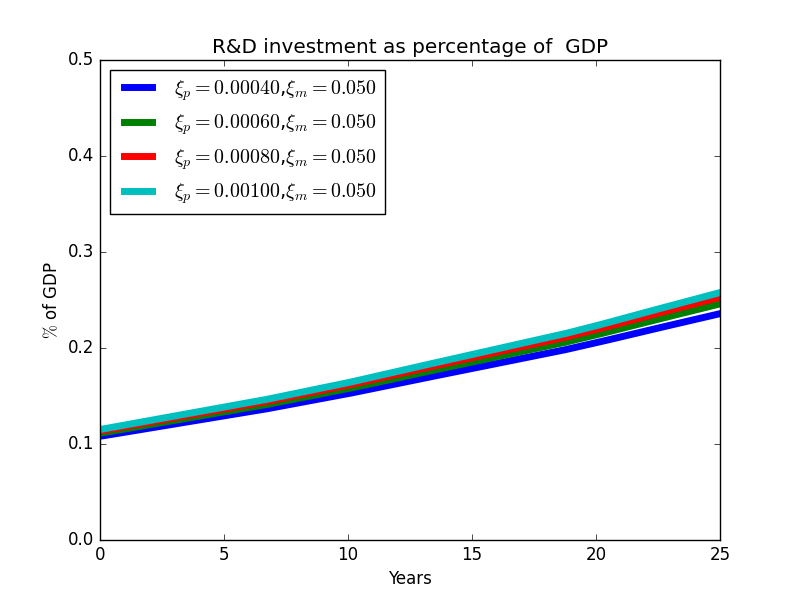 R&D investment as percentage of  GDP
0.5
ξₚ = 0.00040,ξₘ = 0.050
ξₚ = 0.00060,ξₘ = 0.050
ξₚ = 0.00080,ξₘ = 0.050
ξₚ = 0.00100,ξₘ = 0.050
0.4
0.3
% of GDP
0.2
0.1
0.0
0 5 10 15 20 25
Years